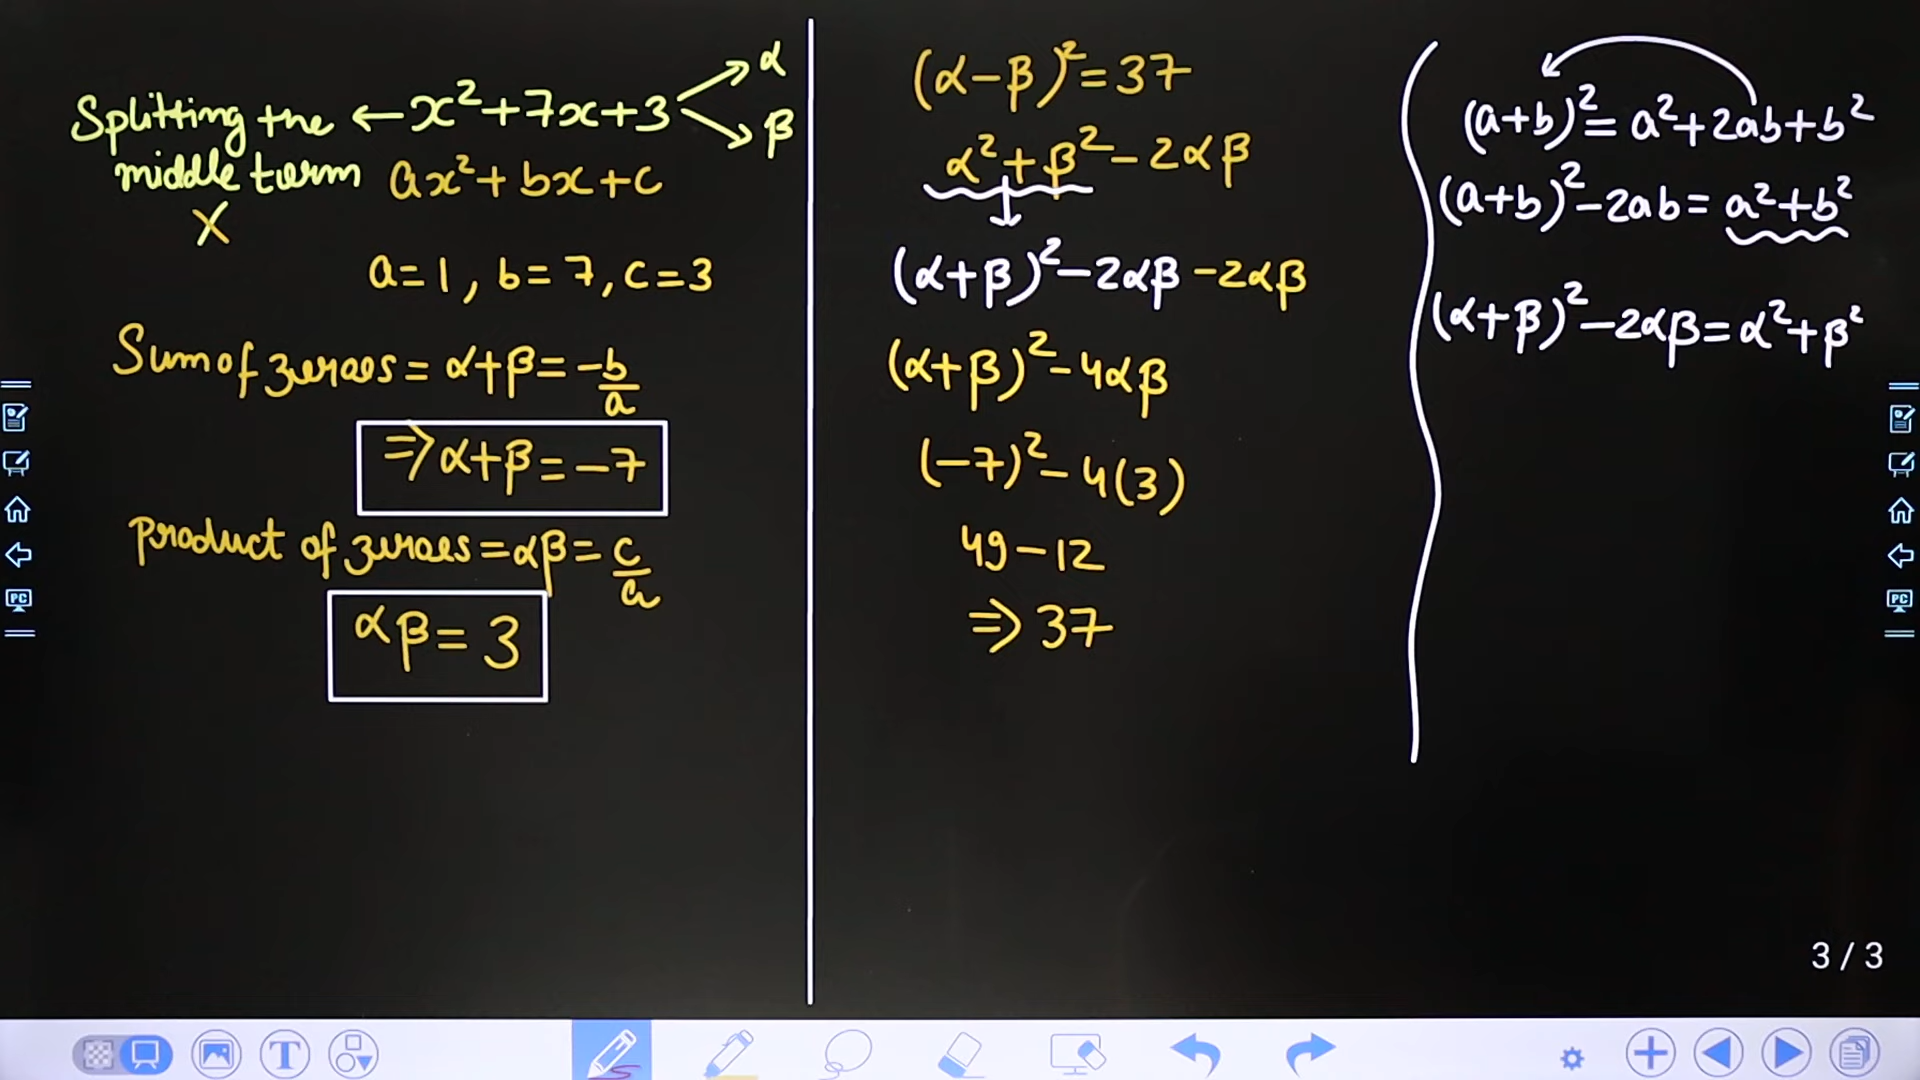 Splitting the ← x²+7x+3 α
middle term β
X ax²+bx+c
a=1, b=7, c=3
Sum of zeroes = α+β = -b/a
⇒ α+β = -7
Product of zeroes = αβ = c/a
αβ = 3
(α-β)² = 37
α²+β²-2αβ
(α+β)²-2αβ-2αβ
(α+β)²-4αβ
(-7)²-4(3)
49-12
⇒ 37
(a+b)² = a²+2ab+b²
(a+b)²-2ab = a²+b²
(α+β)²-2αβ = α²+β²
PC
PC
3 / 3
T